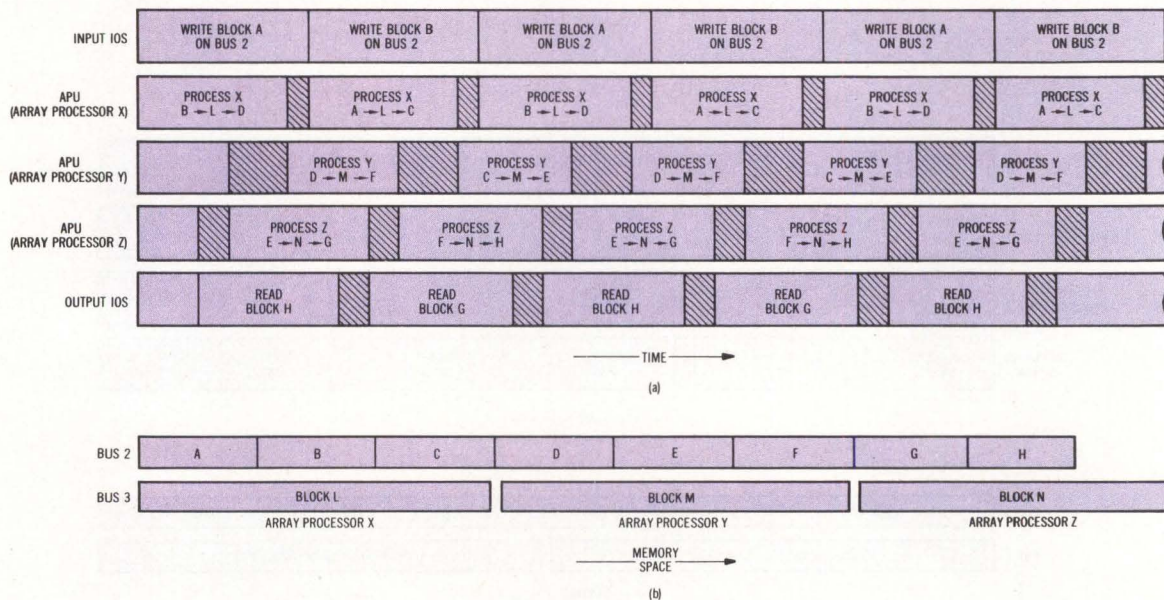 INPUT IOS
WRITE BLOCK A
ON BUS 2
WRITE BLOCK B
ON BUS 2
WRITE BLOCK A
ON BUS 2
WRITE BLOCK B
ON BUS 2
WRITE BLOCK A
ON BUS 2
WRITE BLOCK B
ON BUS 2
APU
(ARRAY PROCESSOR X)
PROCESS X
B → L → D
PROCESS X
A → L → C
PROCESS X
B → L → D
PROCESS X
A → L → C
PROCESS X
B → L → D
PROCESS X
A → L → C
APU
(ARRAY PROCESSOR Y)
PROCESS Y
D → M → F
PROCESS Y
C → M → E
PROCESS Y
D → M → F
PROCESS Y
C → M → E
PROCESS Y
D → M → F
APU
(ARRAY PROCESSOR Z)
PROCESS Z
E → N → G
PROCESS Z
F → N → H
PROCESS Z
E → N → G
PROCESS Z
F → N → H
PROCESS Z
E → N → G
OUTPUT IOS
READ
BLOCK H
READ
BLOCK G
READ
BLOCK H
READ
BLOCK G
READ
BLOCK H
TIME
(a)
BUS 2
A B C D E F G H
BUS 3
BLOCK L BLOCK M BLOCK N
ARRAY PROCESSOR X ARRAY PROCESSOR Y ARRAY PROCESSOR Z
MEMORY
SPACE
(b)